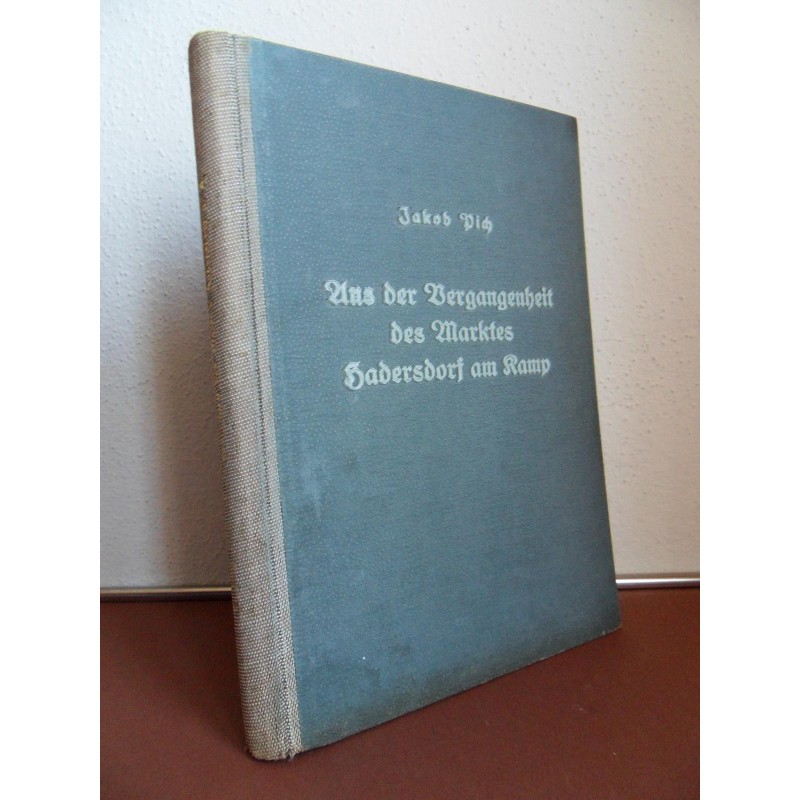 Jakob Pich
Aus der Vergangenheit
des Marktes
Hadersdorf am Kamp